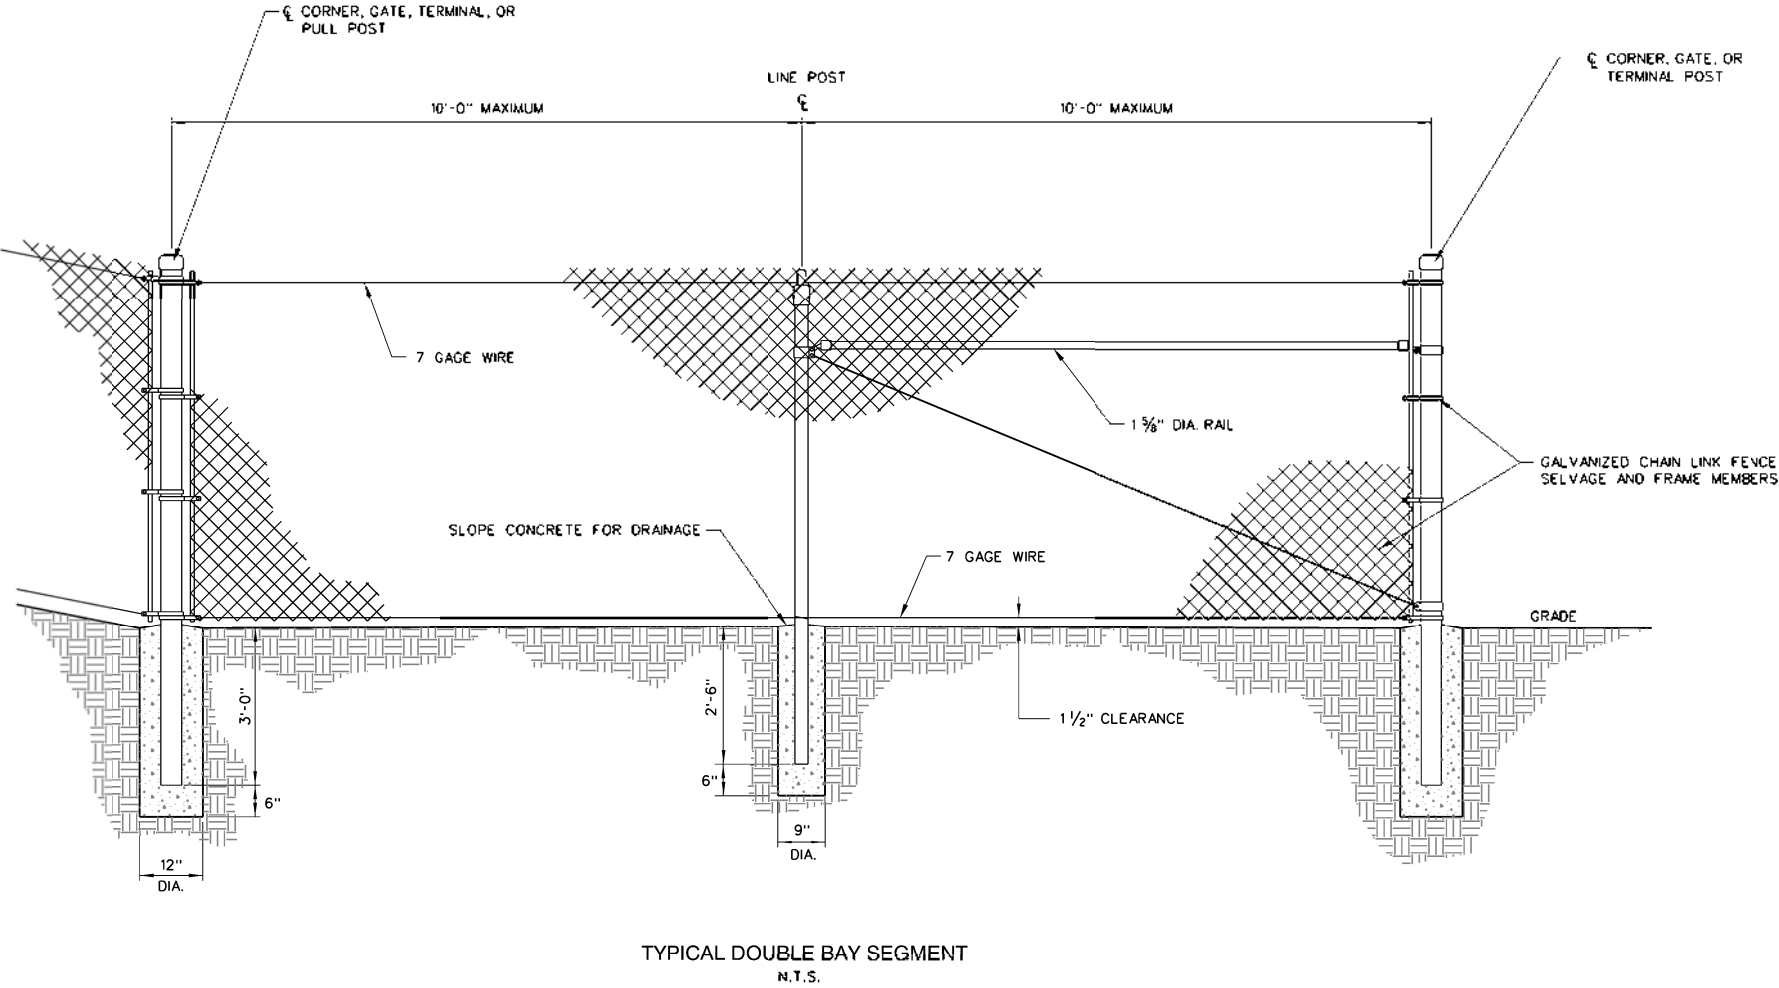 ℄ CORNER, GATE, TERMINAL, OR
PULL POST
℄ CORNER, GATE, OR
TERMINAL POST
LINE POST
℄
10'-0" MAXIMUM
10'-0" MAXIMUM
7 GAGE WIRE
1 5/8" DIA. RAIL
GALVANIZED CHAIN LINK FENCE
SELVAGE AND FRAME MEMBERS
SLOPE CONCRETE FOR DRAINAGE
7 GAGE WIRE
GRADE
3'-0"
2'-6"
1 1/2" CLEARANCE
6"
6"
9"
DIA.
12"
DIA.
TYPICAL DOUBLE BAY SEGMENT
N.T.S.